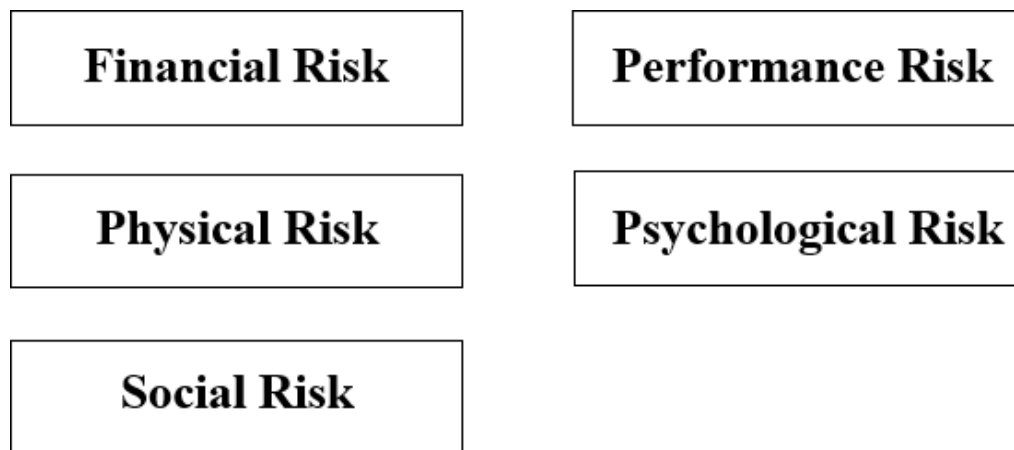 Financial Risk
Performance Risk
Physical Risk
Psychological Risk
Social Risk